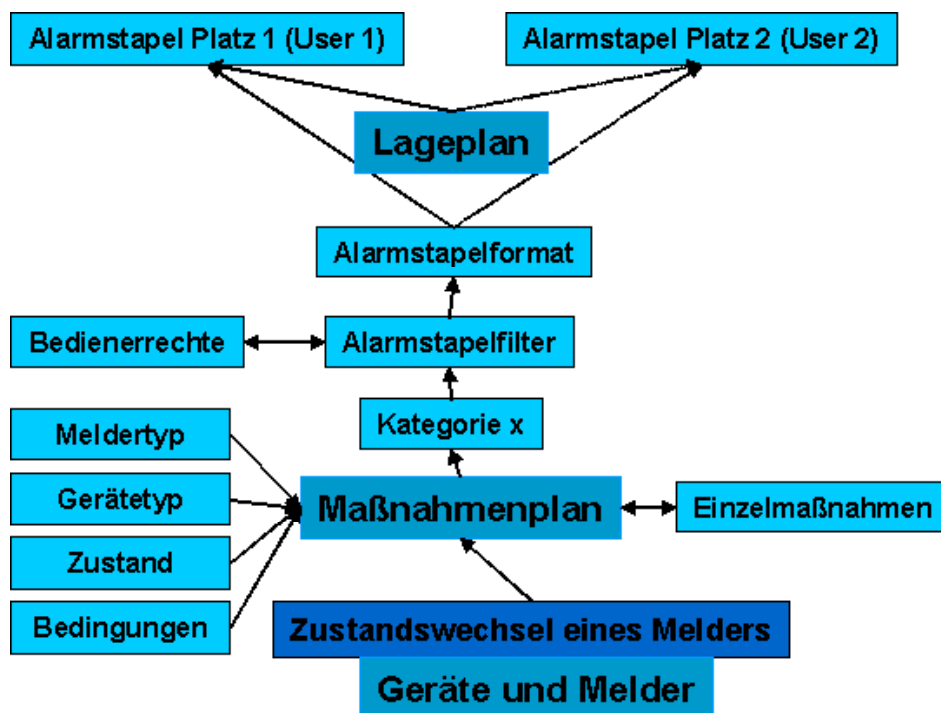 Alarmstapel Platz 1 (User 1)
Alarmstapel Platz 2 (User 2)
Lageplan
Alarmstapelformat
Bedienerrechte
Alarmstapelfilter
Kategorie x
Meldertyp
Gerätetyp
Maßnahmenplan
Einzelmaßnahmen
Zustand
Bedingungen
Zustandswechsel eines Melders
Geräte und Melder